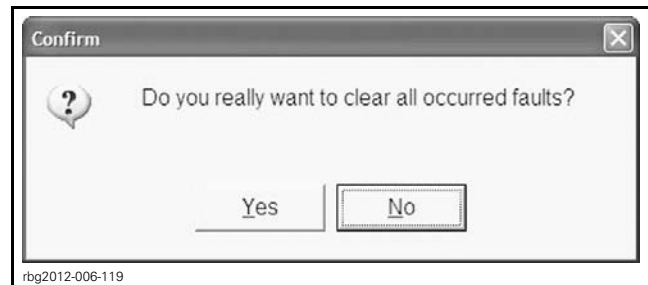 Confirm
Do you really want to clear all occurred faults?
Yes
No
rbg2012-006-119